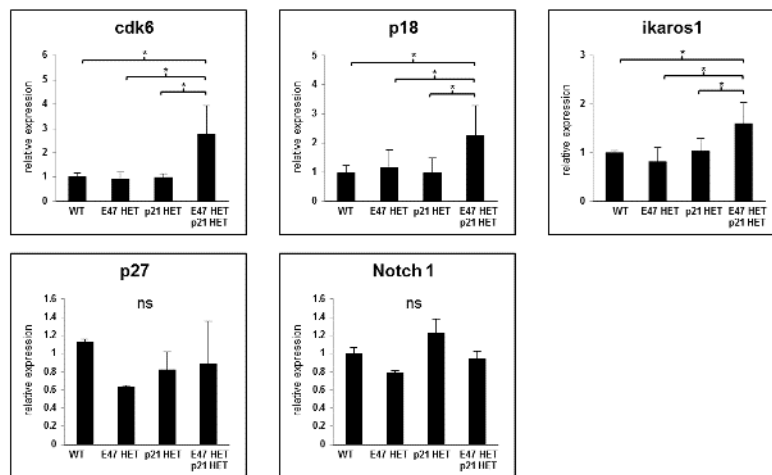 cdk6
relative expression
6
5
4
3
2
1
0
*
*
*
WT
E47 HET
p21 HET
E47 HET
p21 HET
p18
relative expression
5
4
3
2
1
0
*
*
*
WT
E47 HET
p21 HET
E47 HET
p21 HET
ikaros1
relative expression
3
2
1
0
*
*
*
WT
E47 HET
p21 HET
E47 HET
p21 HET
p27
ns
relative expression
1.6
1.4
1.2
1
0.8
0.6
0.4
0.2
0
WT
E47 HET
p21 HET
E47 HET
p21 HET
Notch 1
ns
relative expression
1.6
1.4
1.2
1
0.8
0.6
0.4
0.2
0
WT
E47 HET
p21 HET
E47 HET
p21 HET